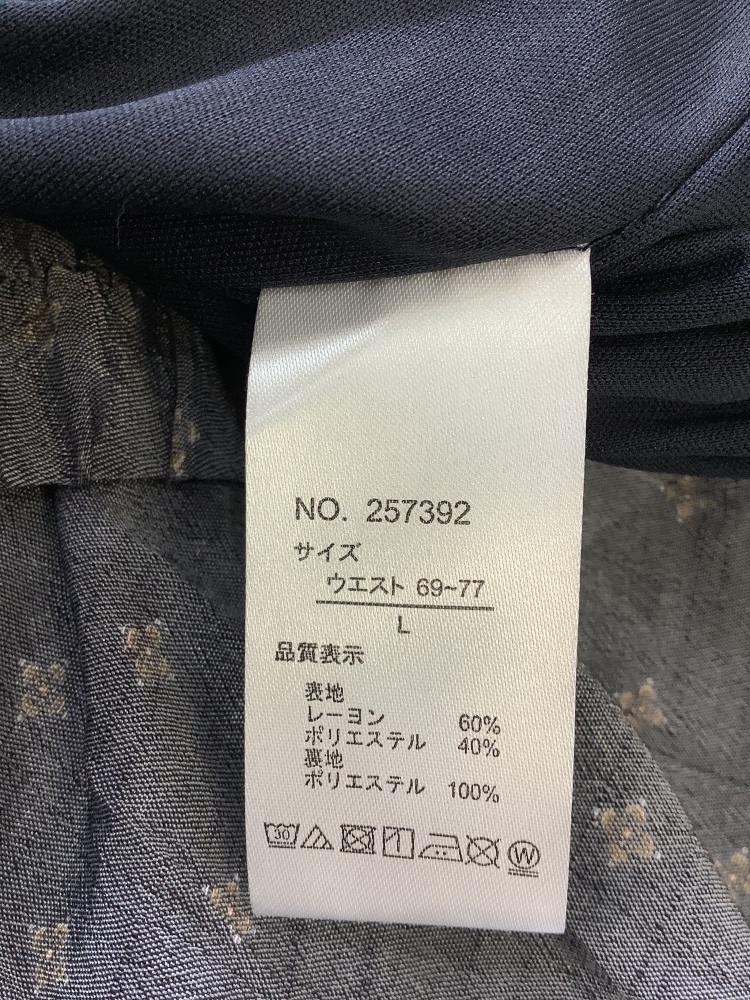 NO. 257392
サイズ
ウエスト 69~77
L
品質表示
表地
レーヨン 60%
ポリエステル 40%
裏地
ポリエステル 100%
30
W